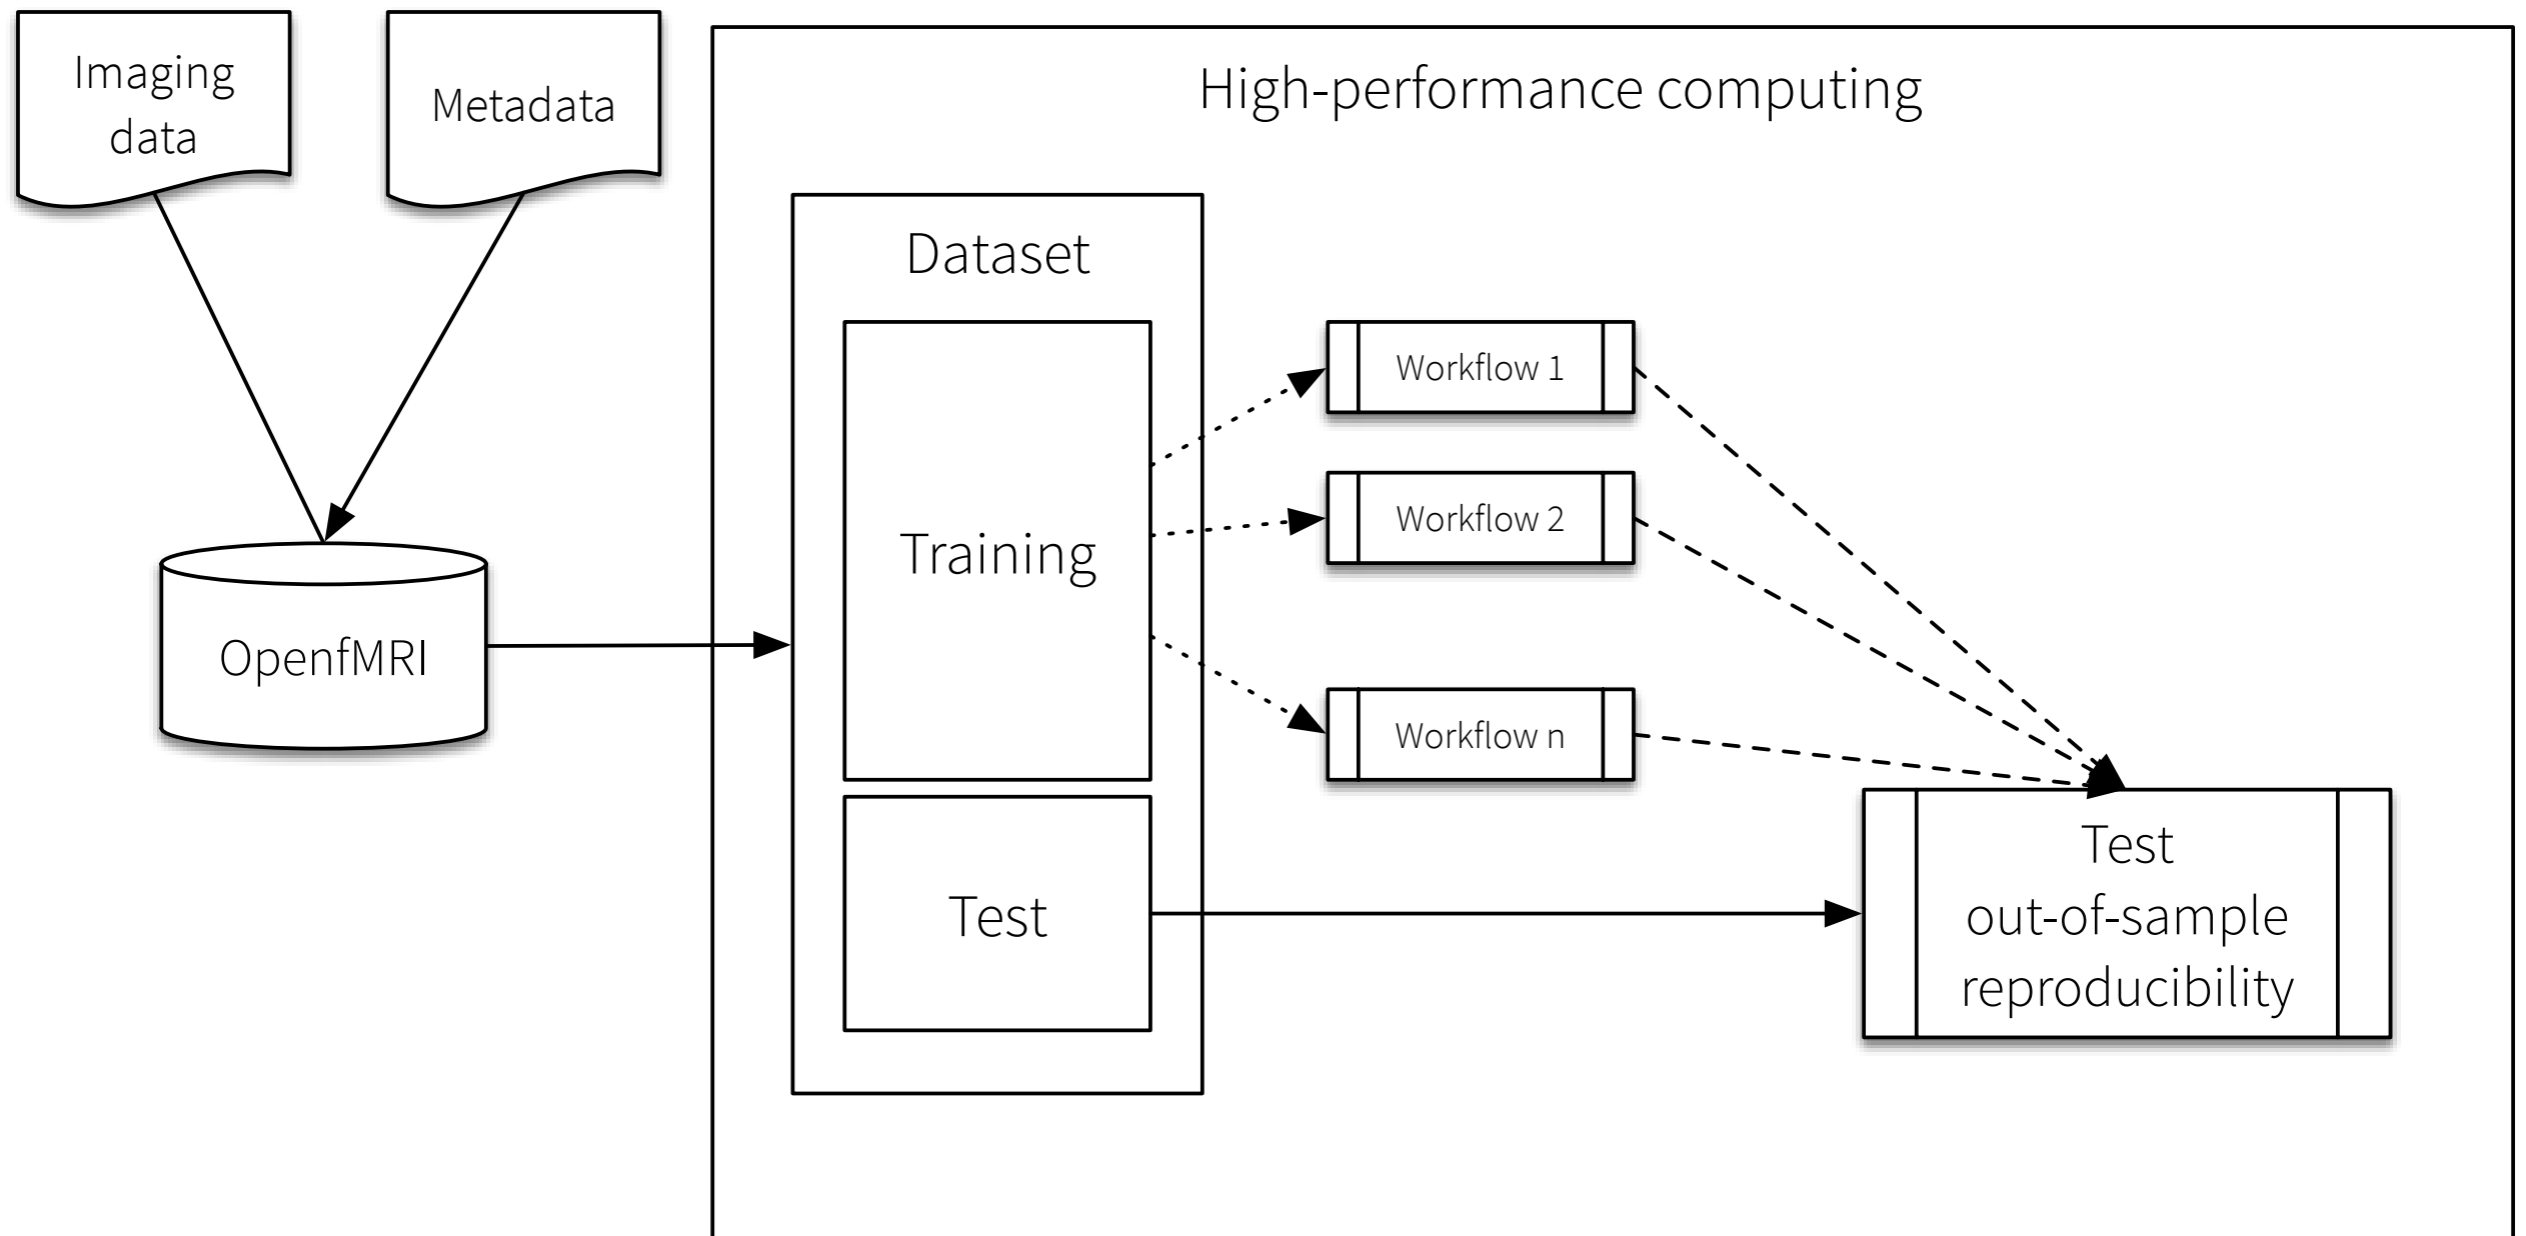 Imaging
data
Metadata
High-performance computing
Dataset
Training
Test
OpenfMRI
Workflow 1
Workflow 2
Workflow n
Test
out-of-sample
reproducibility